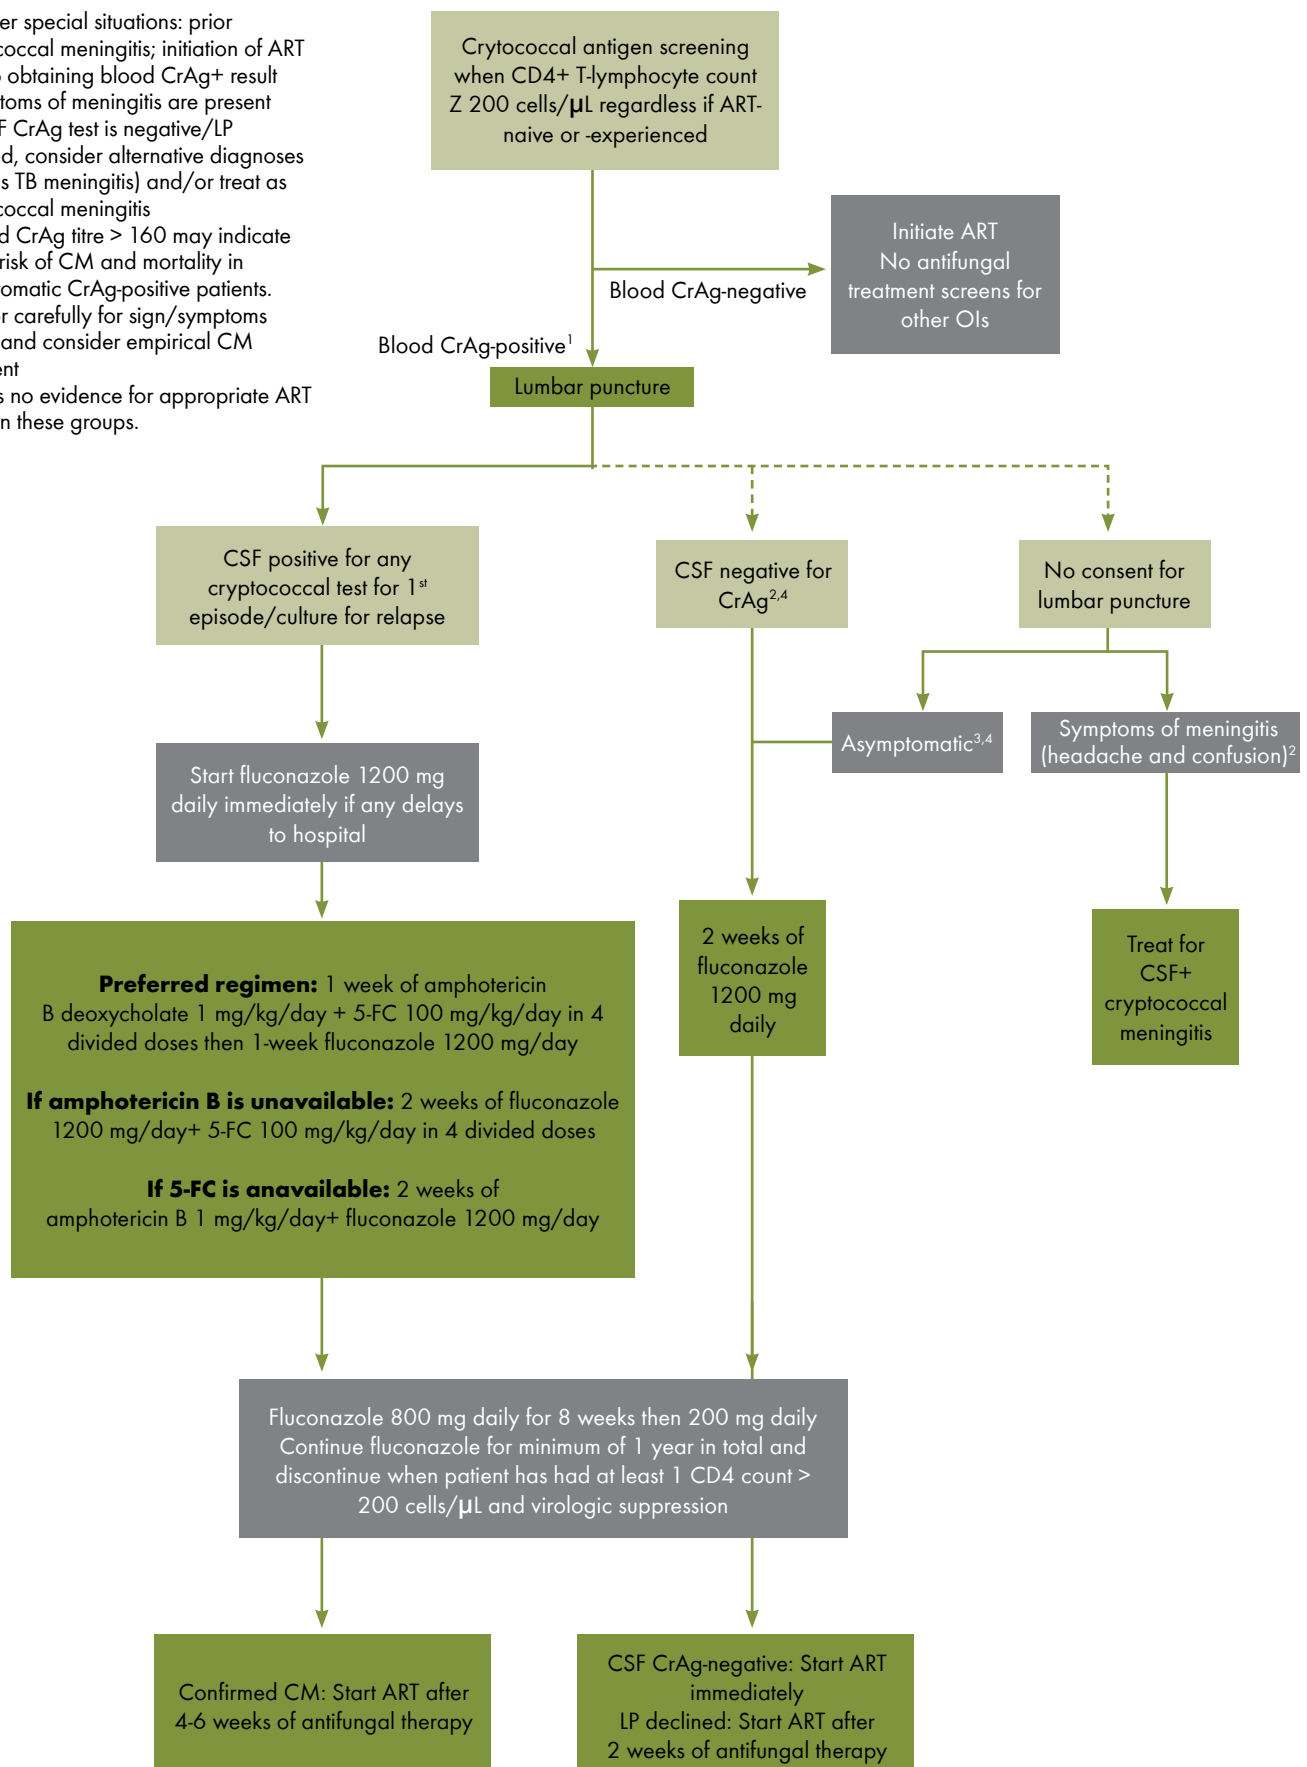 er special situations: prior
coccal meningitis; initiation of ART
o obtaining blood CrAg+ result
toms of meningitis are present
F CrAg test is negative/LP
d, consider alternative diagnoses
s TB meningitis) and/or treat as
coccal meningitis
d CrAg titre > 160 may indicate
risk of CM and mortality in
tomatic CrAg-positive patients.
r carefully for sign/symptoms
and consider empirical CM
ent
s no evidence for appropriate ART
n these groups.
Crytococcal antigen screening
when CD4+ T-lymphocyte count
Z 200 cells/µL regardless if ART-
naive or -experienced
Initiate ART
No antifungal
treatment screens for
other OIs
Blood CrAg-negative
Blood CrAg-positive1
Lumbar puncture
CSF positive for any
cryptococcal test for 1st
episode/culture for relapse
CSF negative for
CrAg2,4
No consent for
lumbar puncture
Asymptomatic3,4
Symptoms of meningitis
(headache and confusion)2
Start fluconazole 1200 mg
daily immediately if any delays
to hospital
Preferred regimen: 1 week of amphotericin
B deoxycholate 1 mg/kg/day + 5-FC 100 mg/kg/day in 4
divided doses then 1-week fluconazole 1200 mg/day
If amphotericin B is unavailable: 2 weeks of fluconazole
1200 mg/day+ 5-FC 100 mg/kg/day in 4 divided doses
If 5-FC is anavailable: 2 weeks of
amphotericin B 1 mg/kg/day+ fluconazole 1200 mg/day
2 weeks of
fluconazole
1200 mg
daily
Treat for
CSF+
cryptococcal
meningitis
Fluconazole 800 mg daily for 8 weeks then 200 mg daily
Continue fluconazole for minimum of 1 year in total and
discontinue when patient has had at least 1 CD4 count >
200 cells/µL and virologic suppression
Confirmed CM: Start ART after
4-6 weeks of antifungal therapy
CSF CrAg-negative: Start ART
immediately
LP declined: Start ART after
2 weeks of antifungal therapy